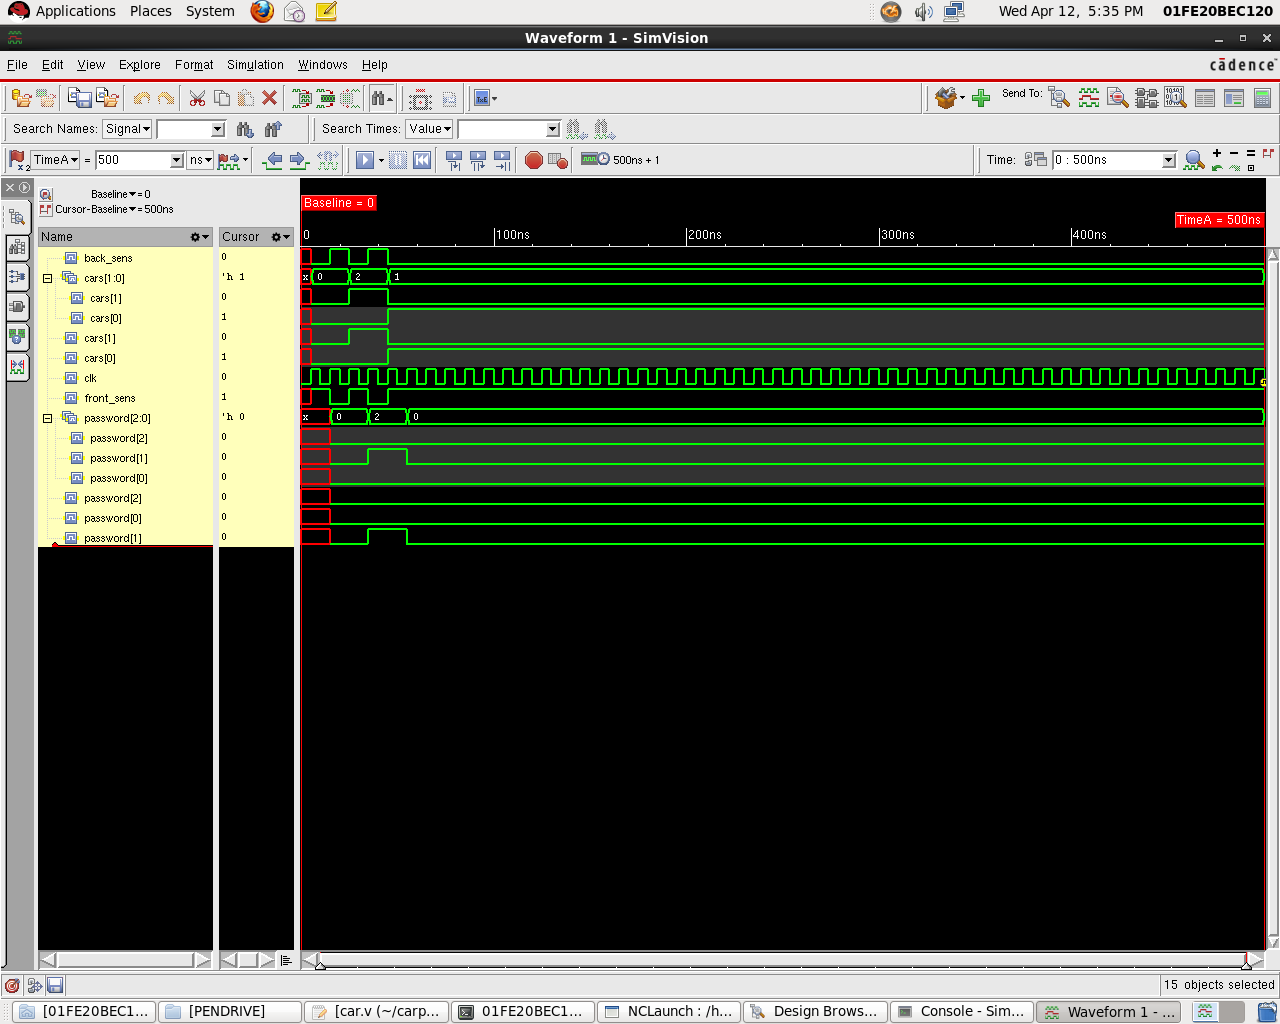 Applications Places System
Wed Apr 12, 5:35 PM 01FE20BEC120
Waveform 1 - SimVision
File Edit View Explore Format Simulation Windows Help
cādence
Send To:
Search Names: Signal
Search Times: Value
TimeA = 500 ns
500ns + 1
Time: 0 : 500ns
Baseline = 0
Cursor-Baseline = 500ns
Baseline = 0
TimeA = 500ns
Name Cursor
0 100ns 200ns 300ns 400ns
back_sens 0
cars[1:0] 'h 1 x 0 2 1
cars[1] 0
cars[0] 1
cars[1] 0
cars[0] 1
clk 0
front_sens 1
password[2:0] 'h 0 x 0 2 0
password[2] 0
password[1] 0
password[0] 0
password[2] 0
password[0] 0
password[1] 0
15 objects selected
[01FE20BEC1... [PENDRIVE] [car.v (~/carp... 01FE20BEC1... NCLaunch : /h... Design Brows... Console - Sim... Waveform 1 - ...